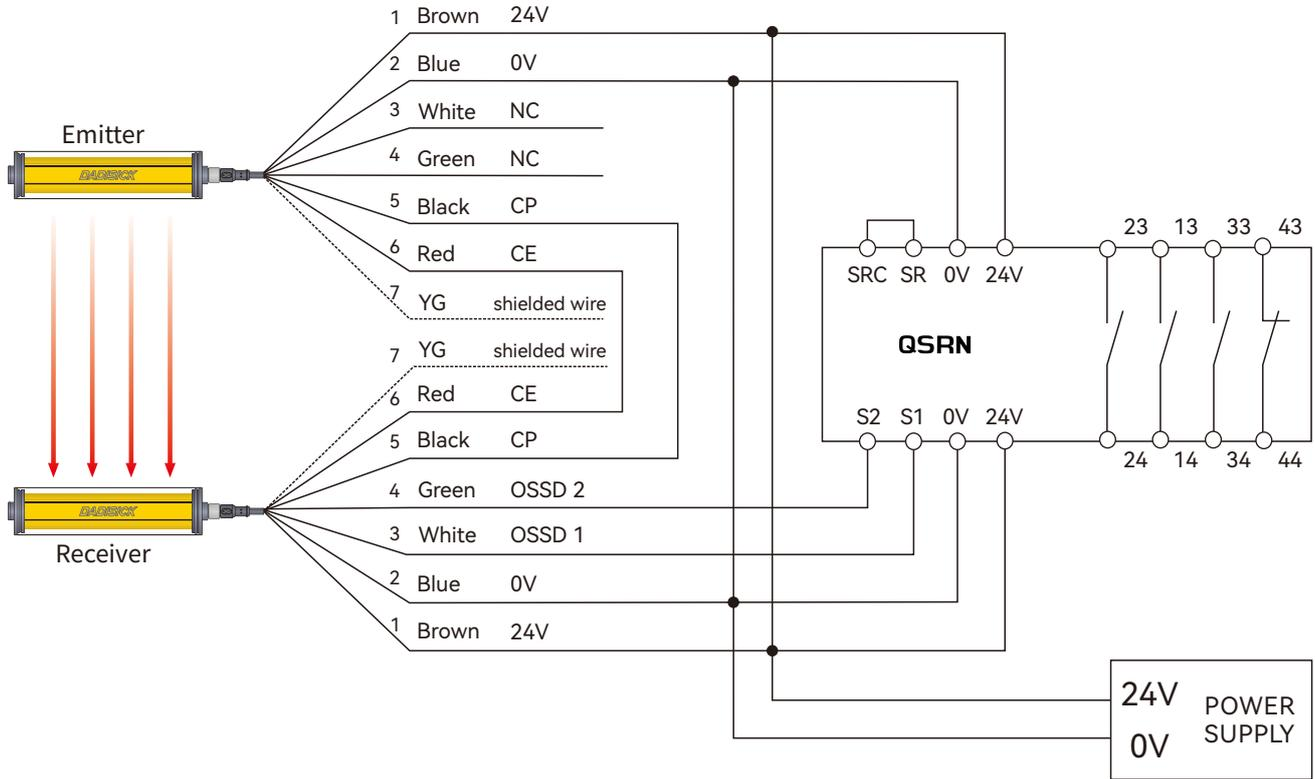 1 Brown 24V
2 Blue 0V
3 White NC
Emitter
4 Green NC
DADISICK
5 Black CP
6 Red CE
7 YG shielded wire
7 YG shielded wire
6 Red CE
5 Black CP
4 Green OSSD 2
DADISICK
3 White OSSD 1
Receiver
2 Blue 0V
1 Brown 24V
23 13 33 43
SRC SR 0V 24V
QSRN
S2 S1 0V 24V
24 14 34 44
24V
0V
POWER
SUPPLY